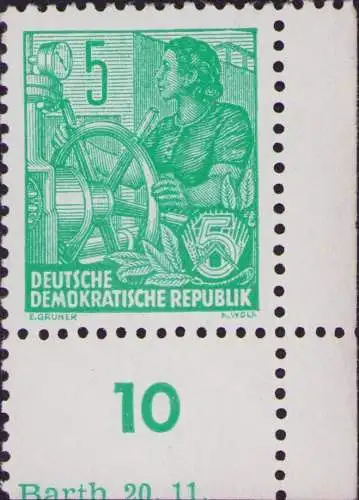 5
5
DEUTSCHE
DEMOKRATISCHE REPUBLIK
E.GRUNER K.WOLF
10
Barth 20. 11.